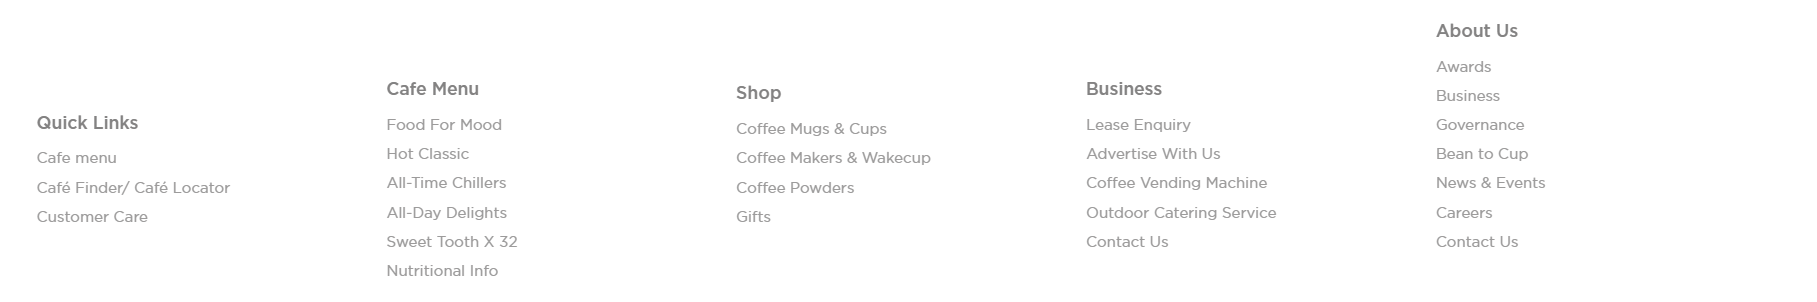 Quick Links
Cafe menu
Café Finder/ Café Locator
Customer Care
Cafe Menu
Food For Mood
Hot Classic
All-Time Chillers
All-Day Delights
Sweet Tooth X 32
Nutritional Info
Shop
Coffee Mugs & Cups
Coffee Makers & Wakecup
Coffee Powders
Gifts
Business
Lease Enquiry
Advertise With Us
Coffee Vending Machine
Outdoor Catering Service
Contact Us
About Us
Awards
Business
Governance
Bean to Cup
News & Events
Careers
Contact Us